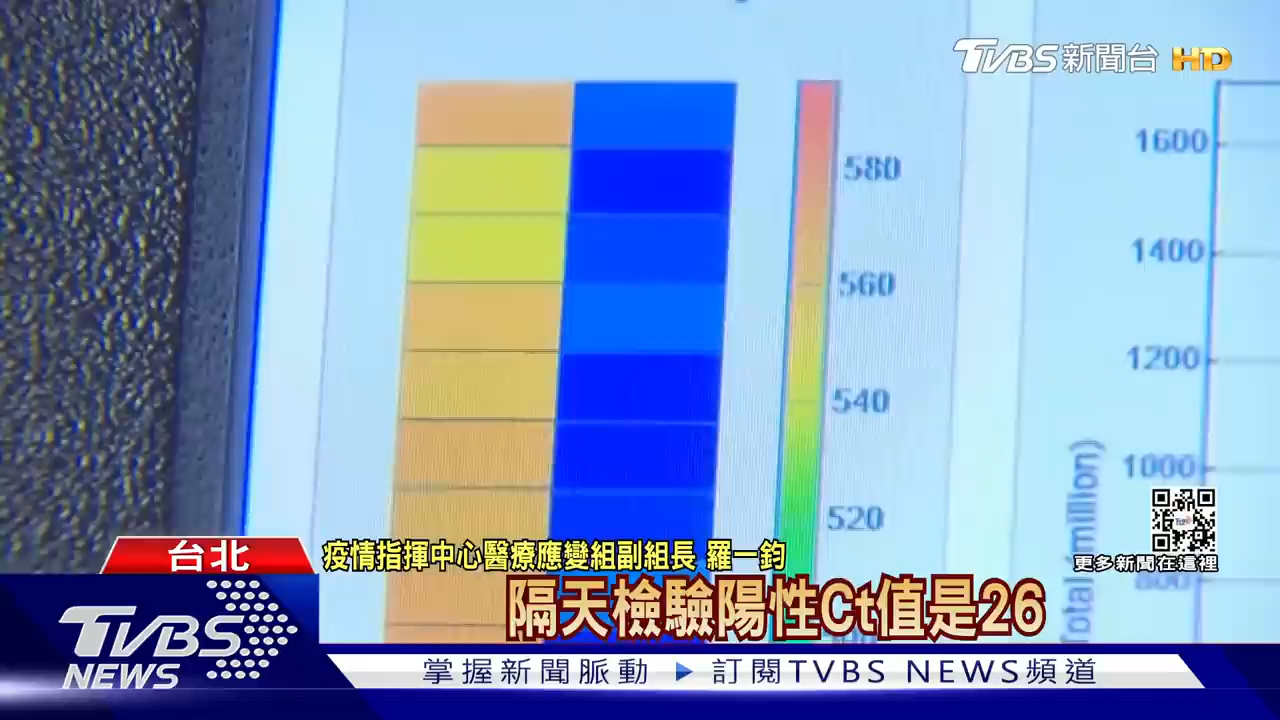 TVBS新聞台 HD
580
560
540
520
1600
1400
1200
1000
800
Total (million)
更多新聞在這裡
台北
疫情指揮中心醫療應變組副組長 羅一鈞
隔天檢驗陽性Ct值是26
TVBS NEWS
掌握新聞脈動 ▶ 訂閱TVBS NEWS頻道